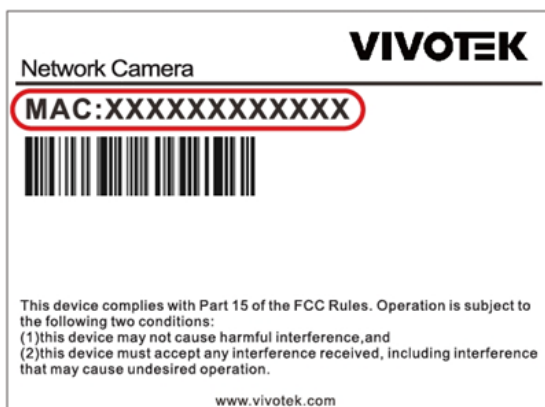 VIVOTEK
Network Camera
MAC:XXXXXXXXXXXXX
This device complies with Part 15 of the FCC Rules. Operation is subject to
the following two conditions:
(1)this device may not cause harmful interference,and
(2)this device must accept any interference received, including interference
that may cause undesired operation.
www.vivotek.com